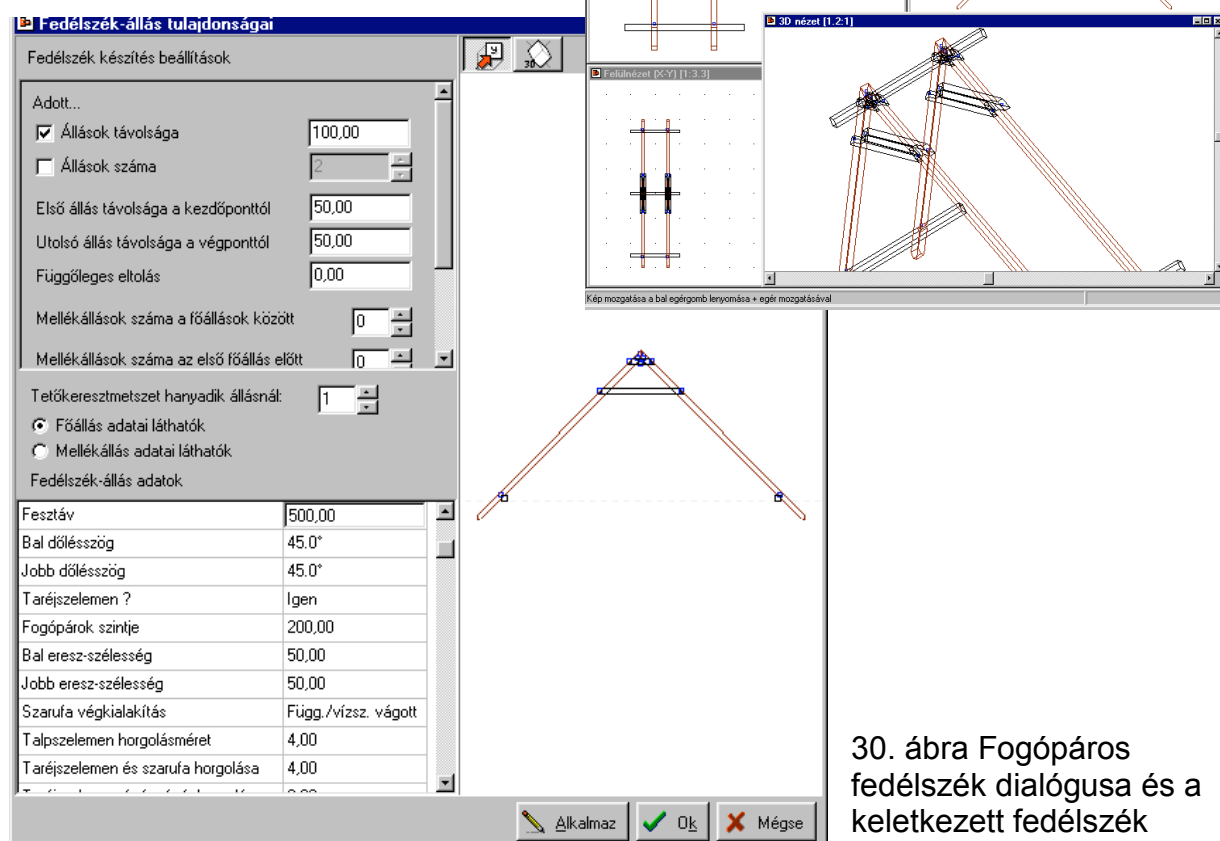 Fedélszék-állás tulajdonságai
Fedélszék készítés beállítások
Adott...
Állások távolsága 100,00
Állások száma 2
Első állás távolsága a kezdőponttól 50,00
Utolsó állás távolsága a végponttól 50,00
Függőleges eltolás 0,00
Mellékállások száma a főállások között 0
Mellékállások száma az első főállás előtt 0
Tetőkeresztmetszet hanyadik állásnál: 1
Főállás adatai láthatók
Mellékállás adatai láthatók
Fedélszék-állás adatok
Fesztáv 500,00
Bal dőlésszög 45.0°
Jobb dőlésszög 45.0°
Taréjszelemen ? Igen
Fogópárok szintje 200,00
Bal eresz-szélesség 50,00
Jobb eresz-szélesség 50,00
Szarufa végkialakítás Függ./vízsz. vágott
Talpszelemen horgolásméret 4,00
Taréjszelemen és szarufa horgolása 4,00
Alkalmaz Ok Mégse
3D
3D nézet [1.2:1]
Felülnézet (X-Y) [1:3.3]
Kép mozgatása a bal egérgomb lenyomása + egér mozgatásával
30. ábra Fogópáros
fedélszék dialógusa és a
keletkezett fedélszék